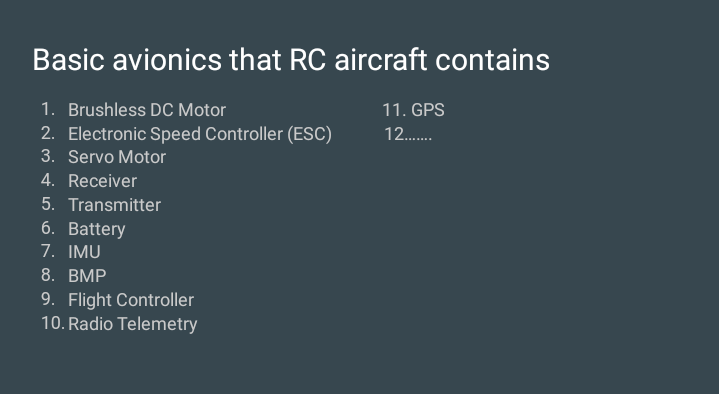 Basic avionics that RC aircraft contains
1. Brushless DC Motor
2. Electronic Speed Controller (ESC)
3. Servo Motor
4. Receiver
5. Transmitter
6. Battery
7. IMU
8. BMP
9. Flight Controller
10. Radio Telemetry
11. GPS
12.......